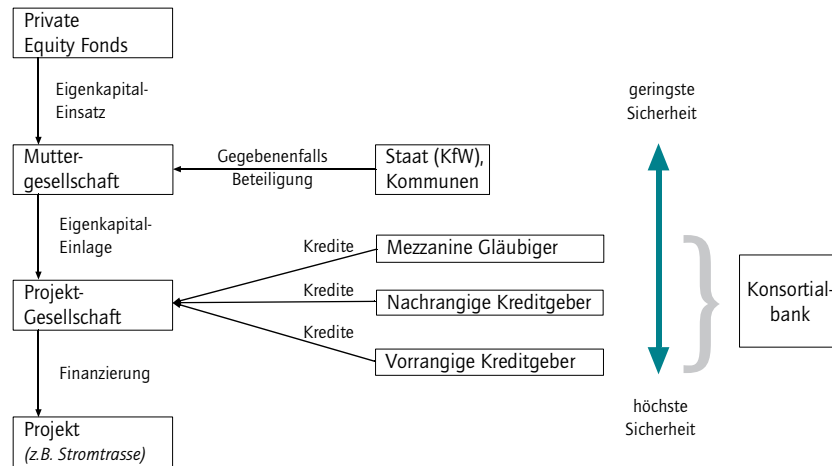 Private
Equity Fonds
Eigenkapital-
Einsatz
geringste
Sicherheit
Mutter-
gesellschaft
Gegebenenfalls
Beteiligung
Staat (KfW),
Kommunen
Eigenkapital-
Einlage
Kredite
Mezzanine Gläubiger
Projekt-
Gesellschaft
Kredite
Nachrangige Kreditgeber
Konsortial-
bank
Kredite
Vorrangige Kreditgeber
Finanzierung
höchste
Sicherheit
Projekt
(z.B. Stromtrasse)